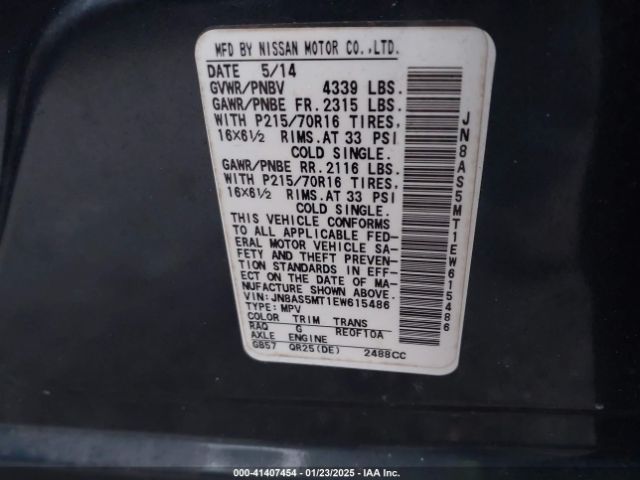 MFD BY NISSAN MOTOR CO.,LTD.
DATE 5/14
GVWR/PNBV 4339 LBS.
GAWR/PNBE FR. 2315 LBS.
WITH P215/70R16 TIRES,
16X6½ RIMS.AT 33 PSI
COLD SINGLE.
GAWR/PNBE RR. 2116 LBS.
WITH P215/70R16 TIRES,
16X6½ RIMS.AT 33 PSI
COLD SINGLE.
THIS VEHICLE CONFORMS
TO ALL APPLICABLE FED-
ERAL MOTOR VEHICLE SA-
FETY AND THEFT PREVEN-
TION STANDARDS IN EFF-
ECT ON THE DATE OF MA-
NUFACTURE SHOWN ABOVE.
VIN: JN8AS5MT1EW615486
TYPE: MPV
COLOR TRIM TRANS
RAQ G RE0F10A
AXLE ENGINE
GB57 QR25(DE) 2488CC
JN8AS5MT1EW615486
000-41407454 - 01/23/2025 - IAA Inc.